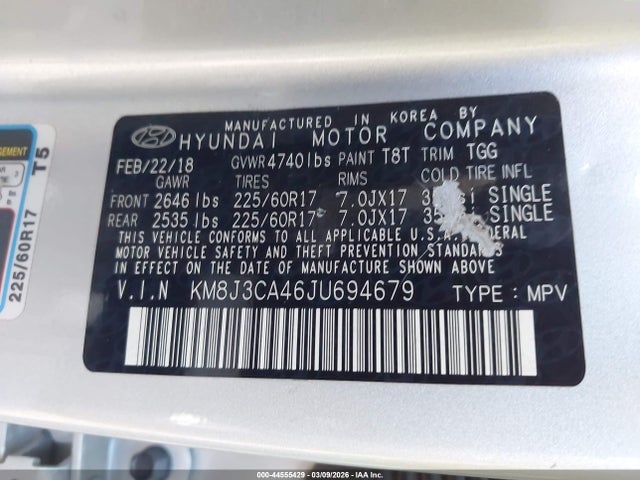 MANUFACTURED IN KOREA BY
HYUNDAI MOTOR COMPANY
FEB/22/18 GVWR 4740 lbs PAINT T8T TRIM TGG
GAWR TIRES RIMS COLD TIRE INFL
FRONT 2646 lbs 225/60R17 7.0JX17 SINGLE
REAR 2535 lbs 225/60R17 7.0JX17 SINGLE
THIS VEHICLE CONFORMS TO ALL APPLICABLE U.S.A. FEDERAL
MOTOR VEHICLE SAFETY AND THEFT PREVENTION STANDARDS
IN EFFECT ON THE DATE OF MANUFACTURE SHOWN ABOVE.
V.I.N KM8J3CA46JU694679 TYPE : MPV
225/60R17 T5
000-44555429 - 03/09/2026 - IAA Inc.